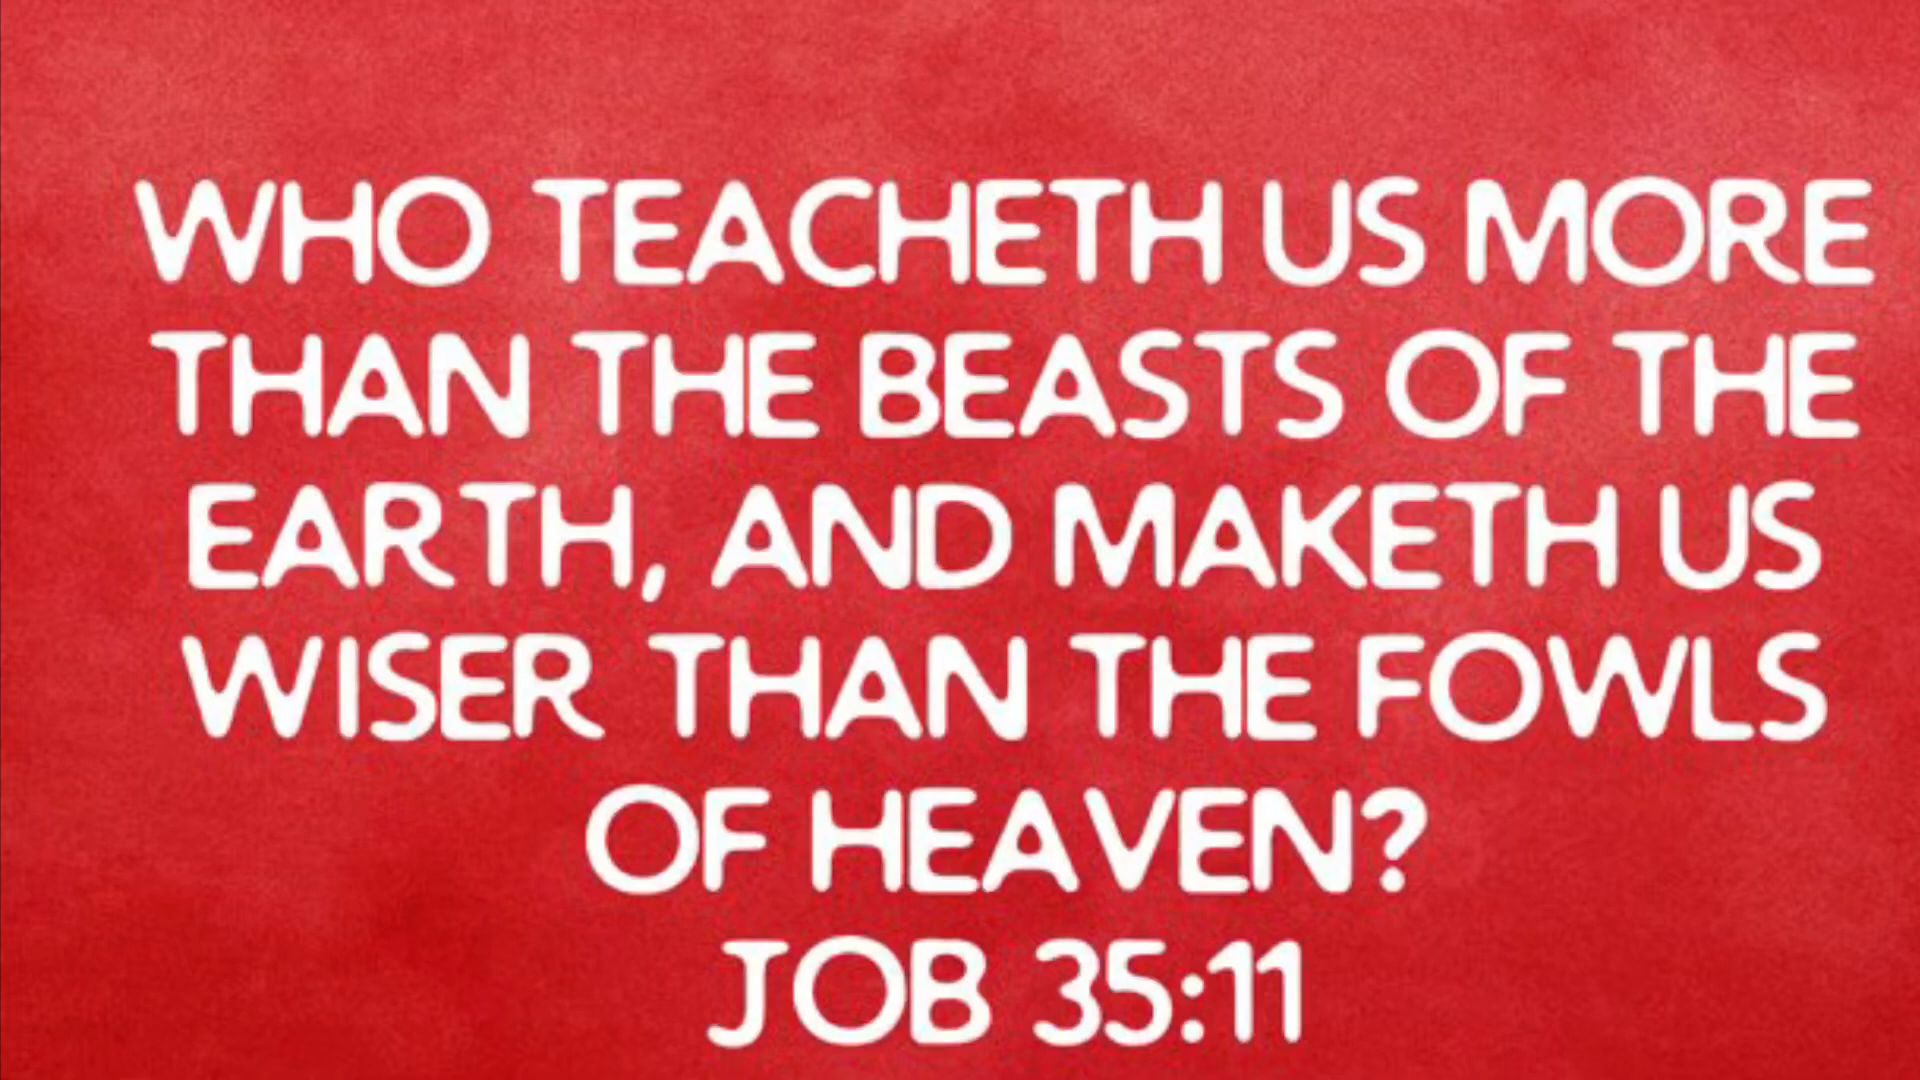 WHO TEACHETH US MORE
THAN THE BEASTS OF THE
EARTH, AND MAKETH US
WISER THAN THE FOWLS
OF HEAVEN?
JOB 35:11